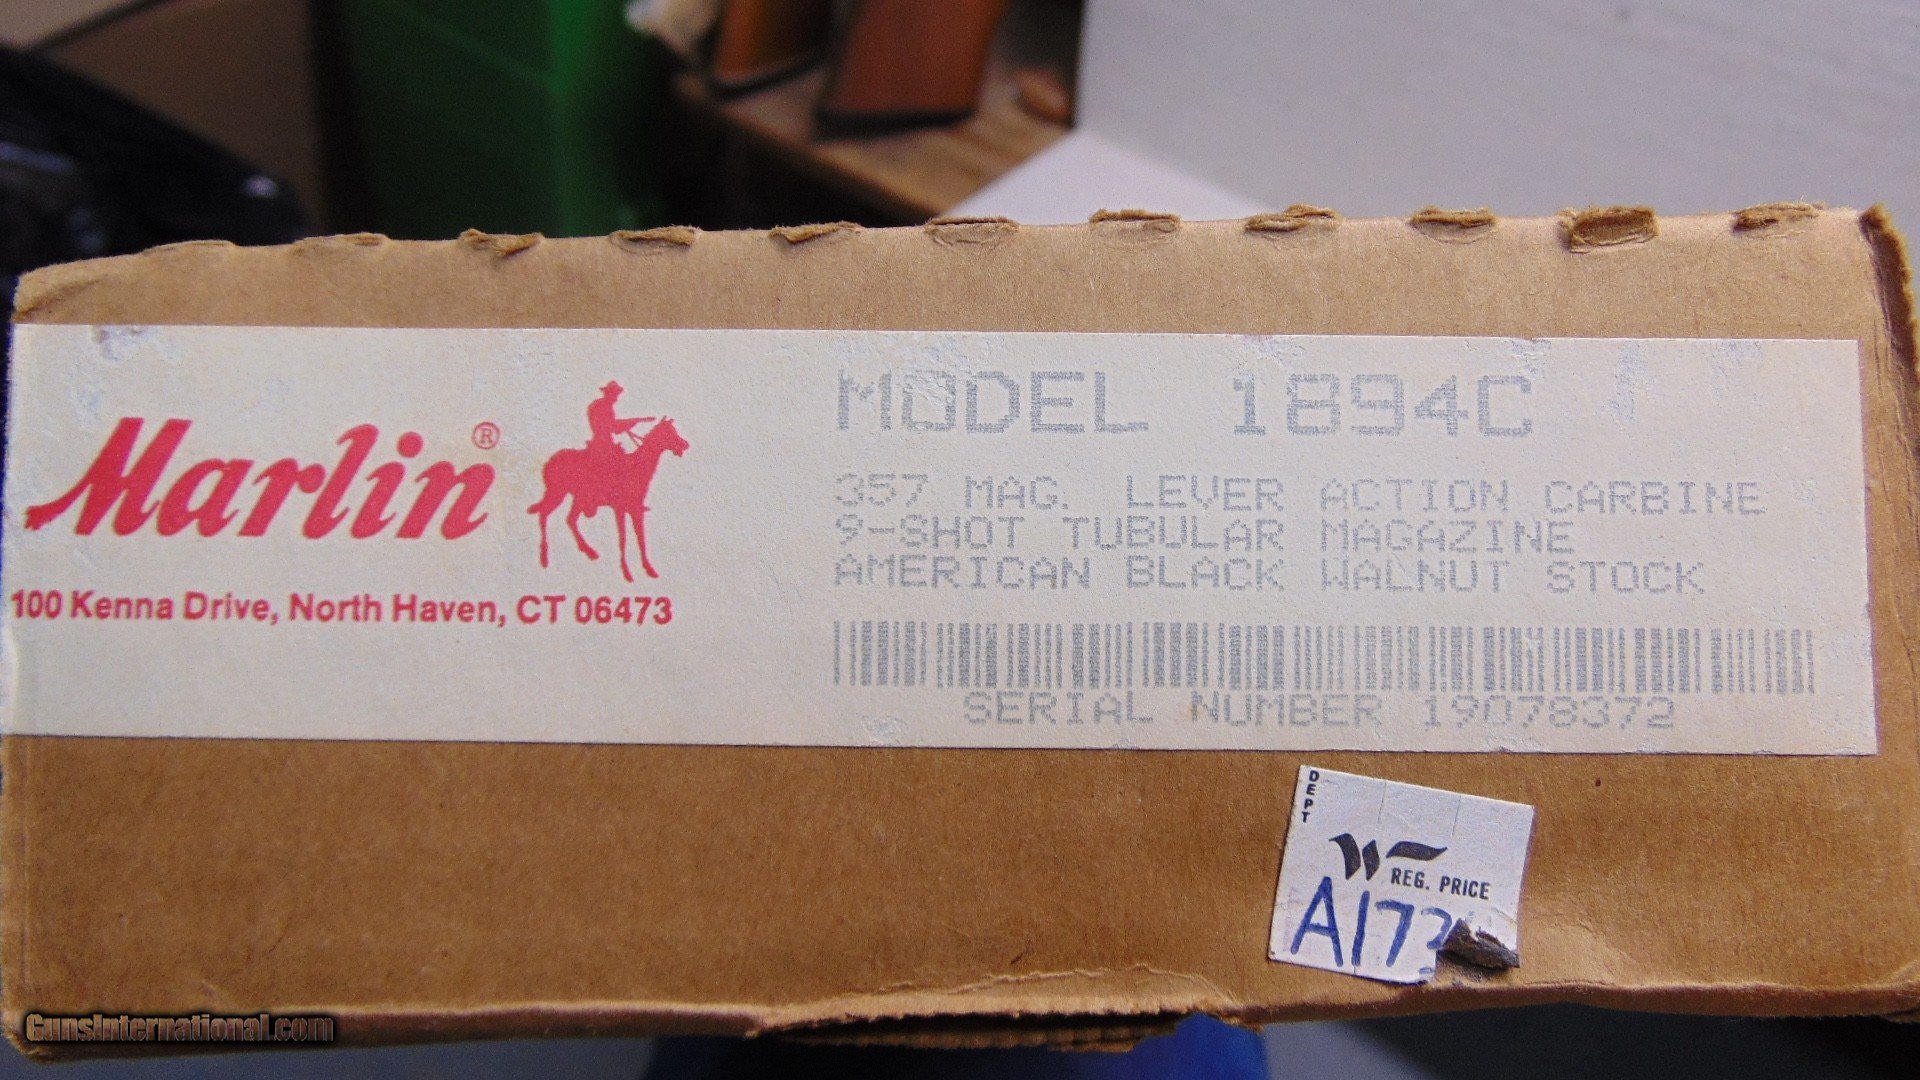 Marlin®
100 Kenna Drive, North Haven, CT 06473
MODEL 1894C
357 MAG. LEVER ACTION CARBINE
9-SHOT TUBULAR MAGAZINE
AMERICAN BLACK WALNUT STOCK
SERIAL NUMBER 19078372
DEPT
W
REG. PRICE
GunsInternational.com